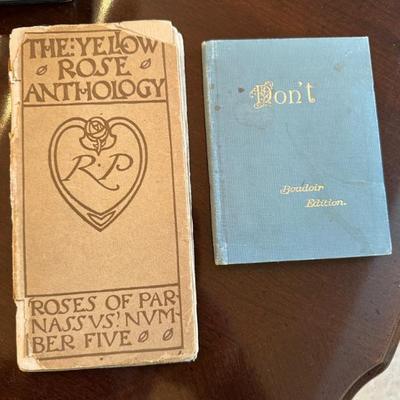 THE: YELLOW
ROSE
ANTHOLOGY
R.P
ROSES OF PAR-
NASSVS: NVM-
BER FIVE
Don't
Boudoir
Edition.